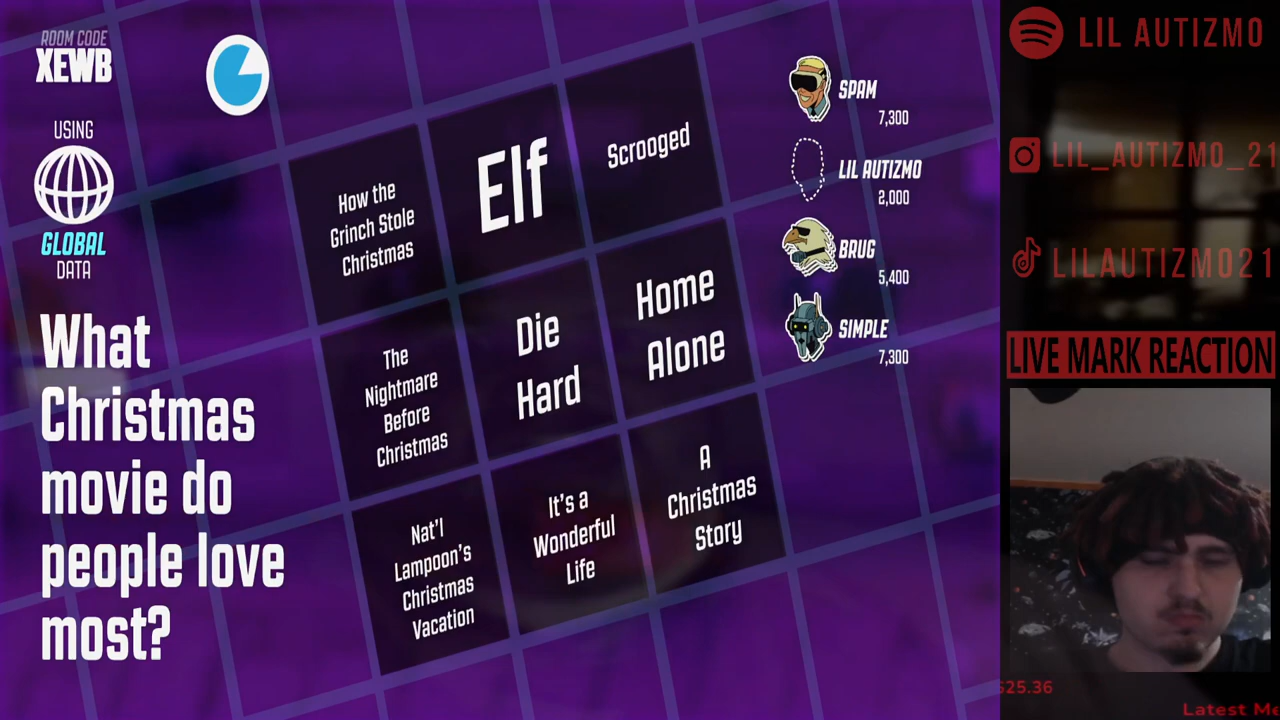 ROOM CODE
XEWB
USING
GLOBAL
DATA
What
Christmas
movie do
people love
most?
How the
Grinch Stole
Christmas
Elf
Scrooged
The
Nightmare
Before
Christmas
Die
Hard
Home
Alone
Nat'l
Lampoon's
Christmas
Vacation
It's a
Wonderful
Life
A
Christmas
Story
SPAM
7,300
LIL AUTIZMO
2,000
BRUG
5,400
SIMPLE
7,300
LIL AUTIZMO
LIL_AUTIZMO_21
LILAUTIZMO21
LIVE MARK REACTION
$25.36
Latest Me